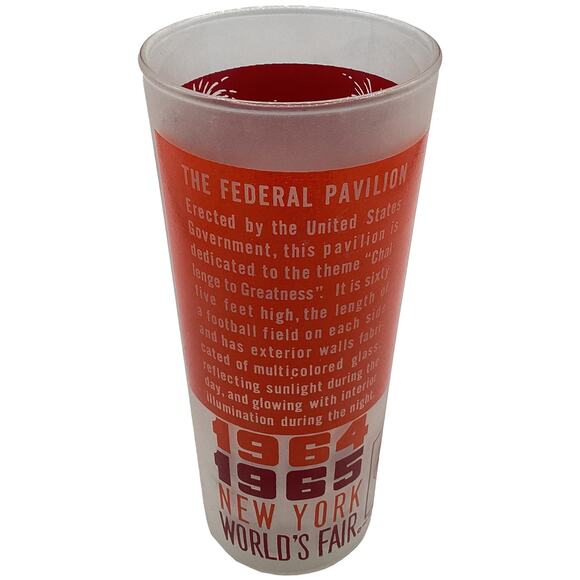 THE FEDERAL PAVILION
Erected by the United States
Government, this pavilion is
dedicated to the theme "Chal
lenge to Greatness". It is sixty
five feet high, the length of
a football field on each side
and has exterior walls fabri
cated of multicolored glass,
reflecting sunlight during the
day, and glowing with interior
illumination during the night.
1964
1965
NEW YORK
WORLD'S FAIR